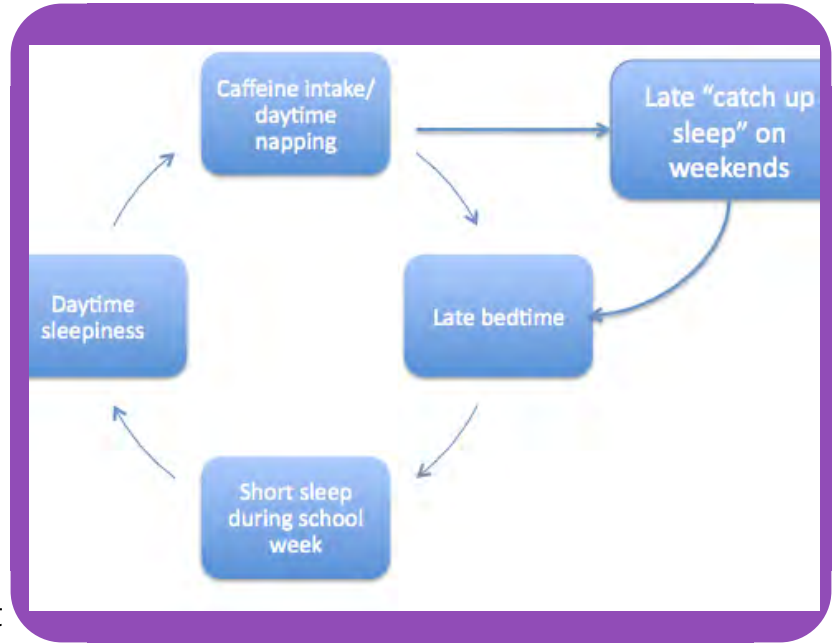 Caffeine intake/
daytime
napping
Late “catch up
sleep” on
weekends
Daytime
sleepiness
Late bedtime
Short sleep
during school
week